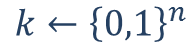 k ← {0,1}ⁿ